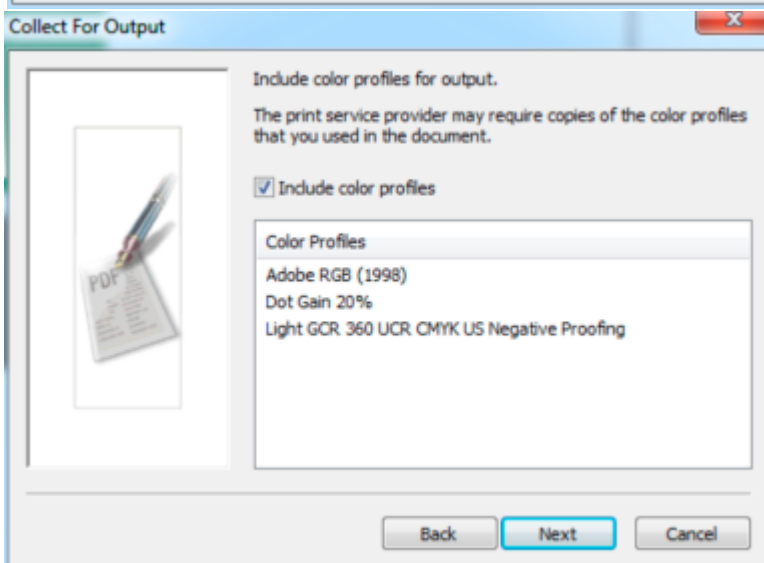 Collect For Output
Include color profiles for output.
The print service provider may require copies of the color profiles
that you used in the document.
Include color profiles
Color Profiles
Adobe RGB (1998)
Dot Gain 20%
Light GCR 360 UCR CMYK US Negative Proofing
PDF
Back
Next
Cancel